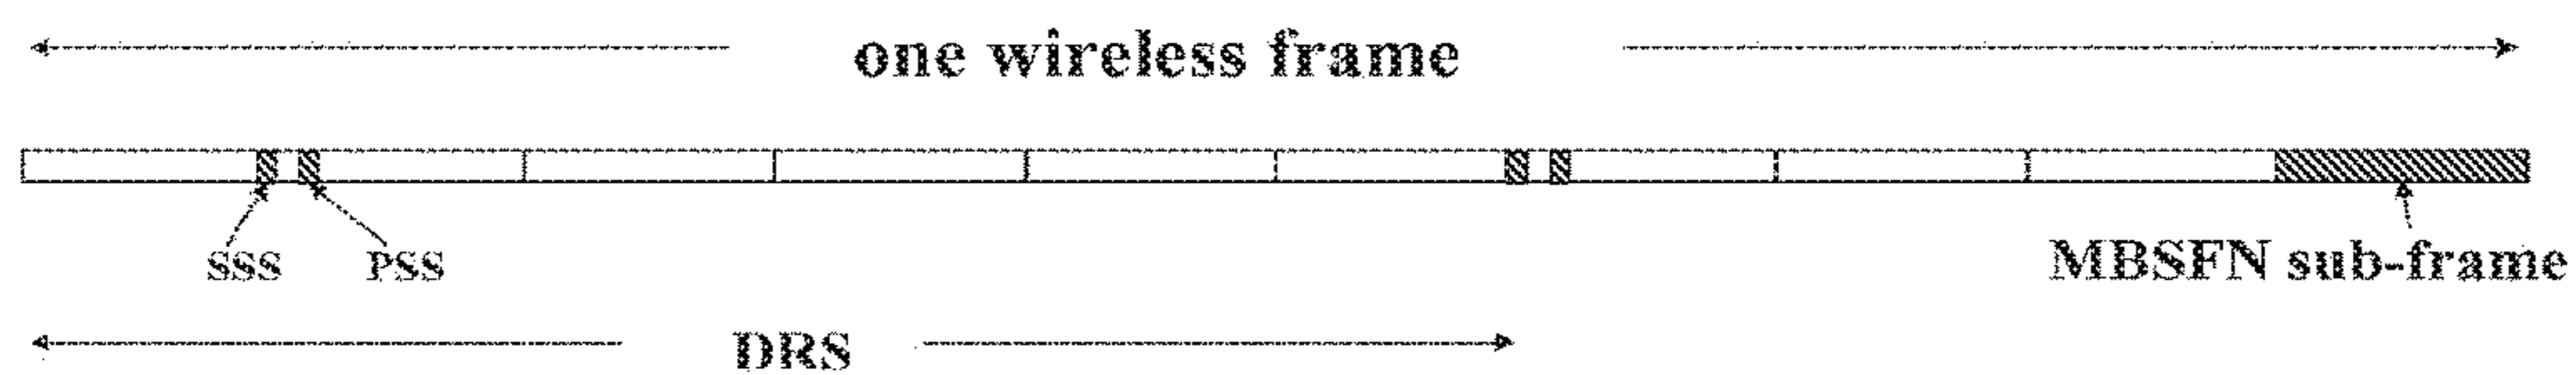 one wireless frame
SSS
PSS
MBSFN sub-frame
DRS